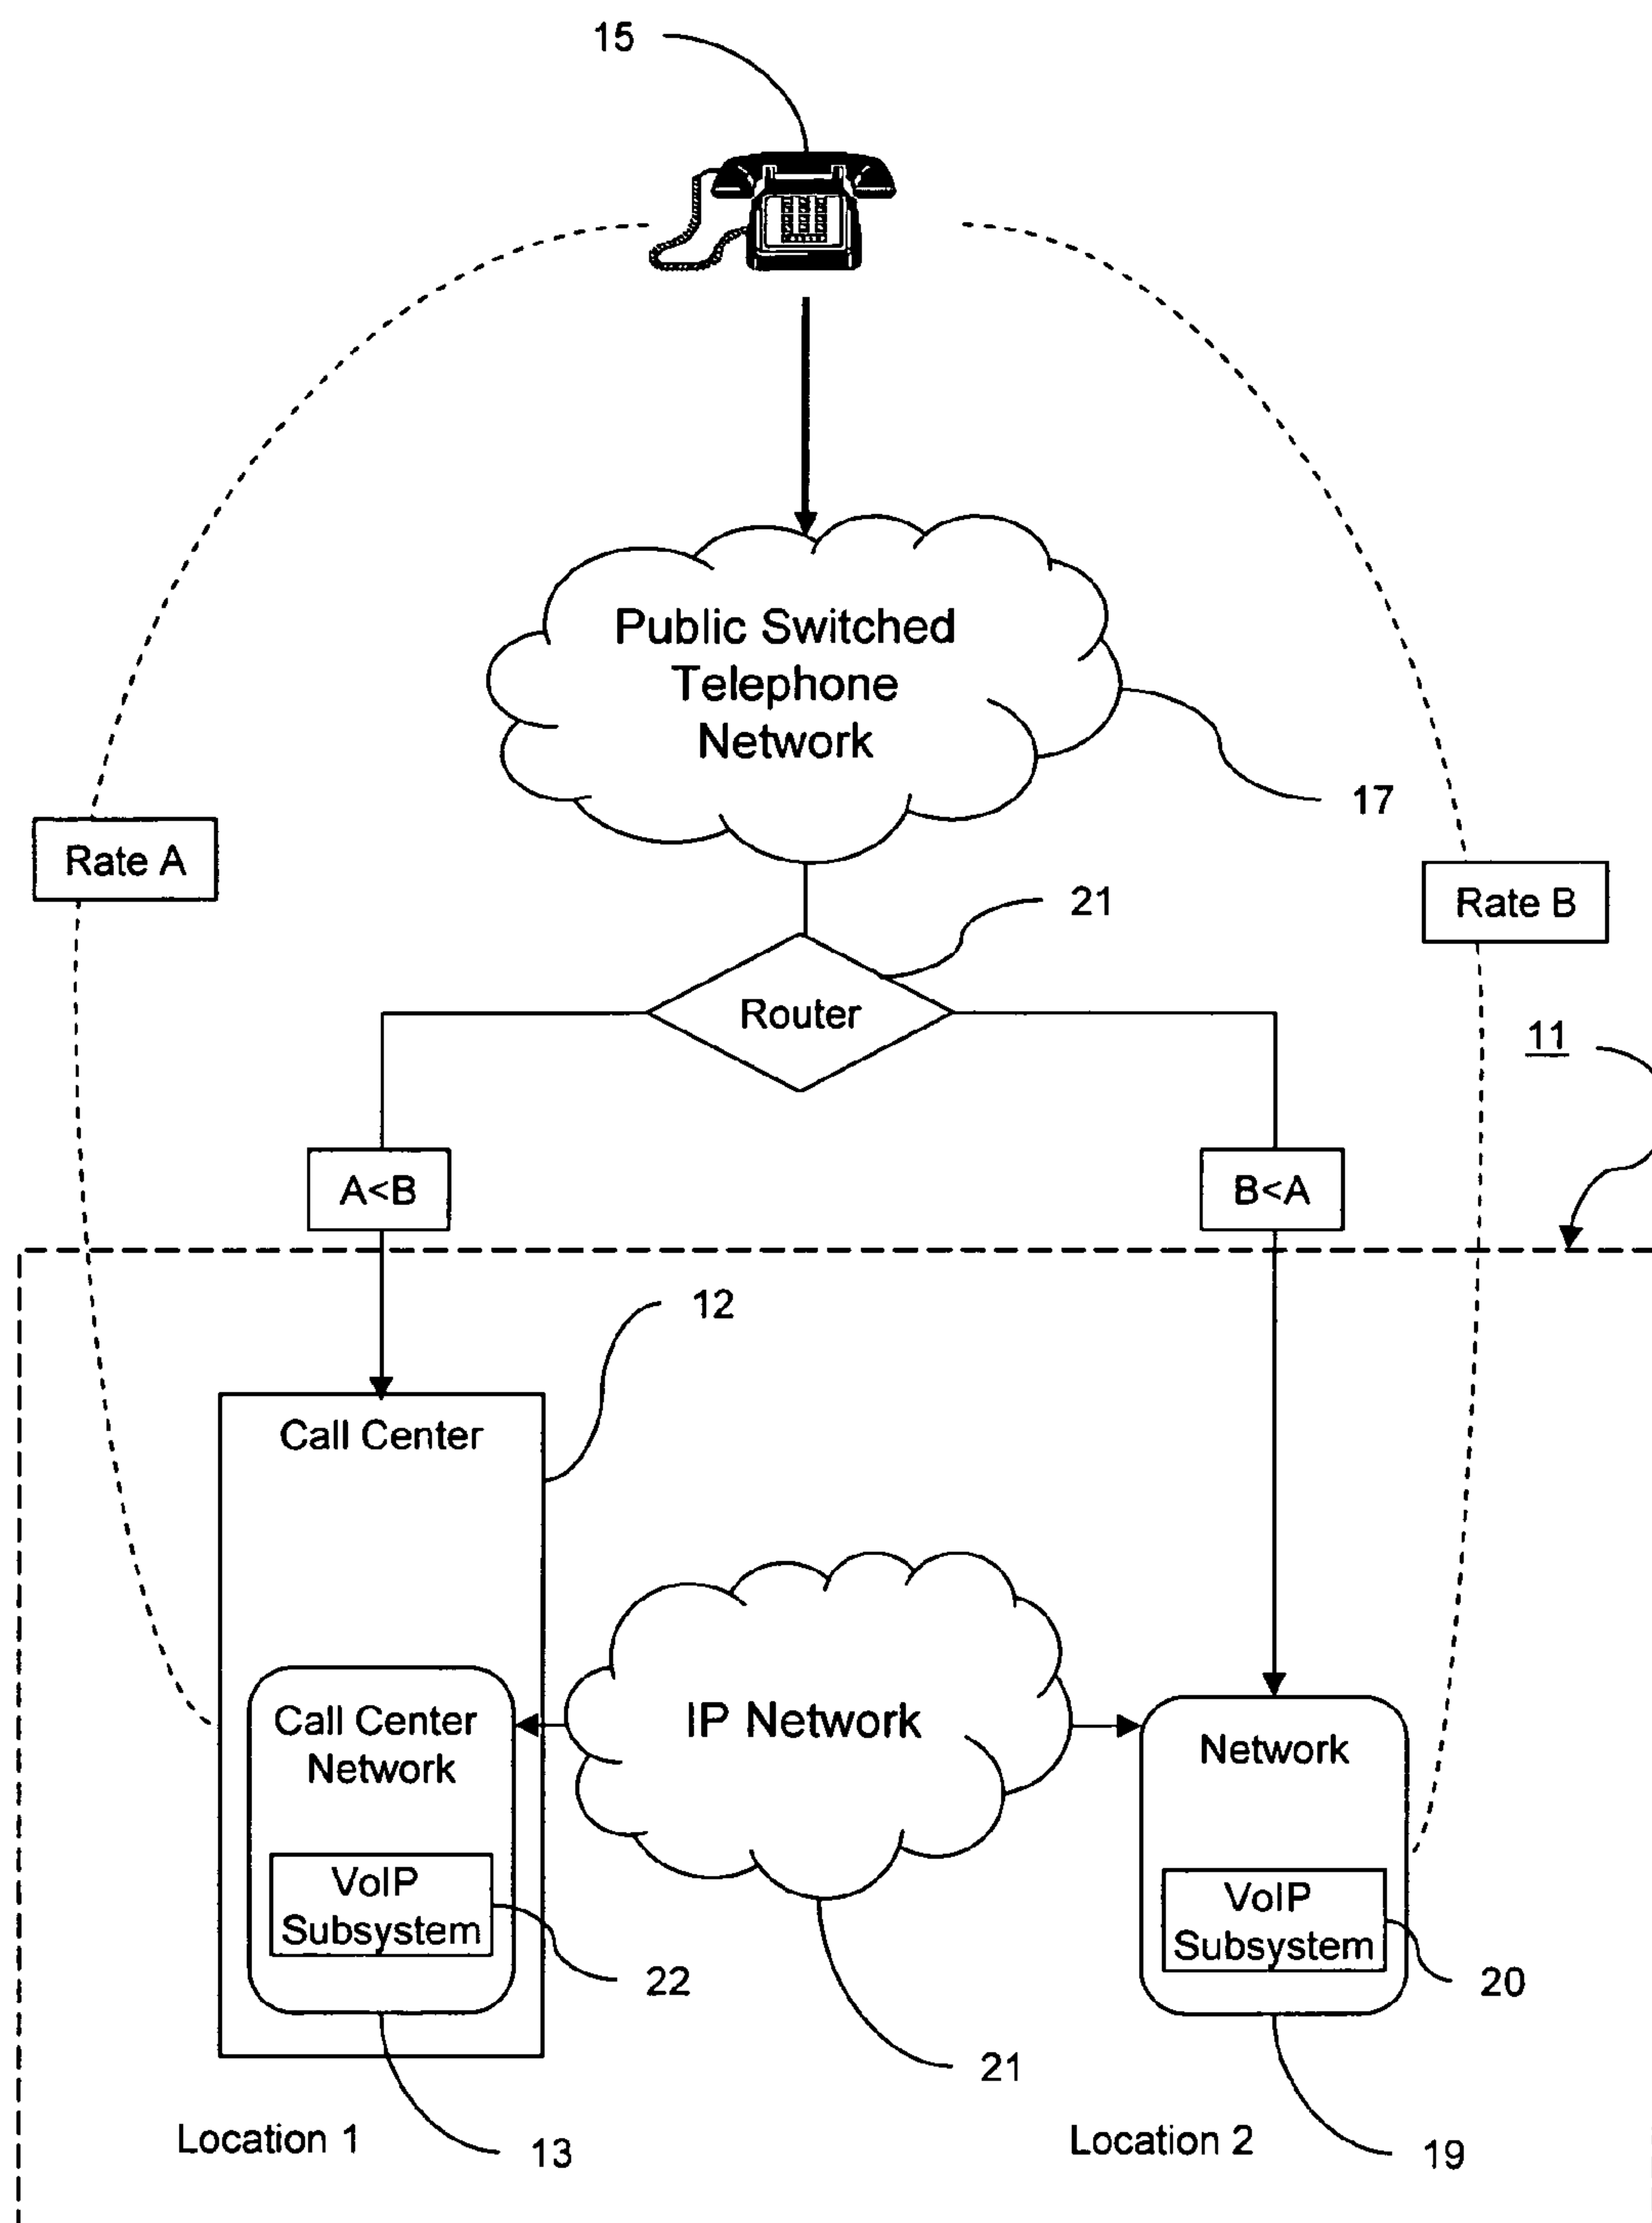 15
Public Switched
Telephone
Network
17
Rate A
Rate B
21
Router
11
A<B
B<A
12
Call Center
IP Network
Call Center
Network
Network
VoIP
Subsystem
VoIP
Subsystem
22
20
21
Location 1
13
Location 2
19